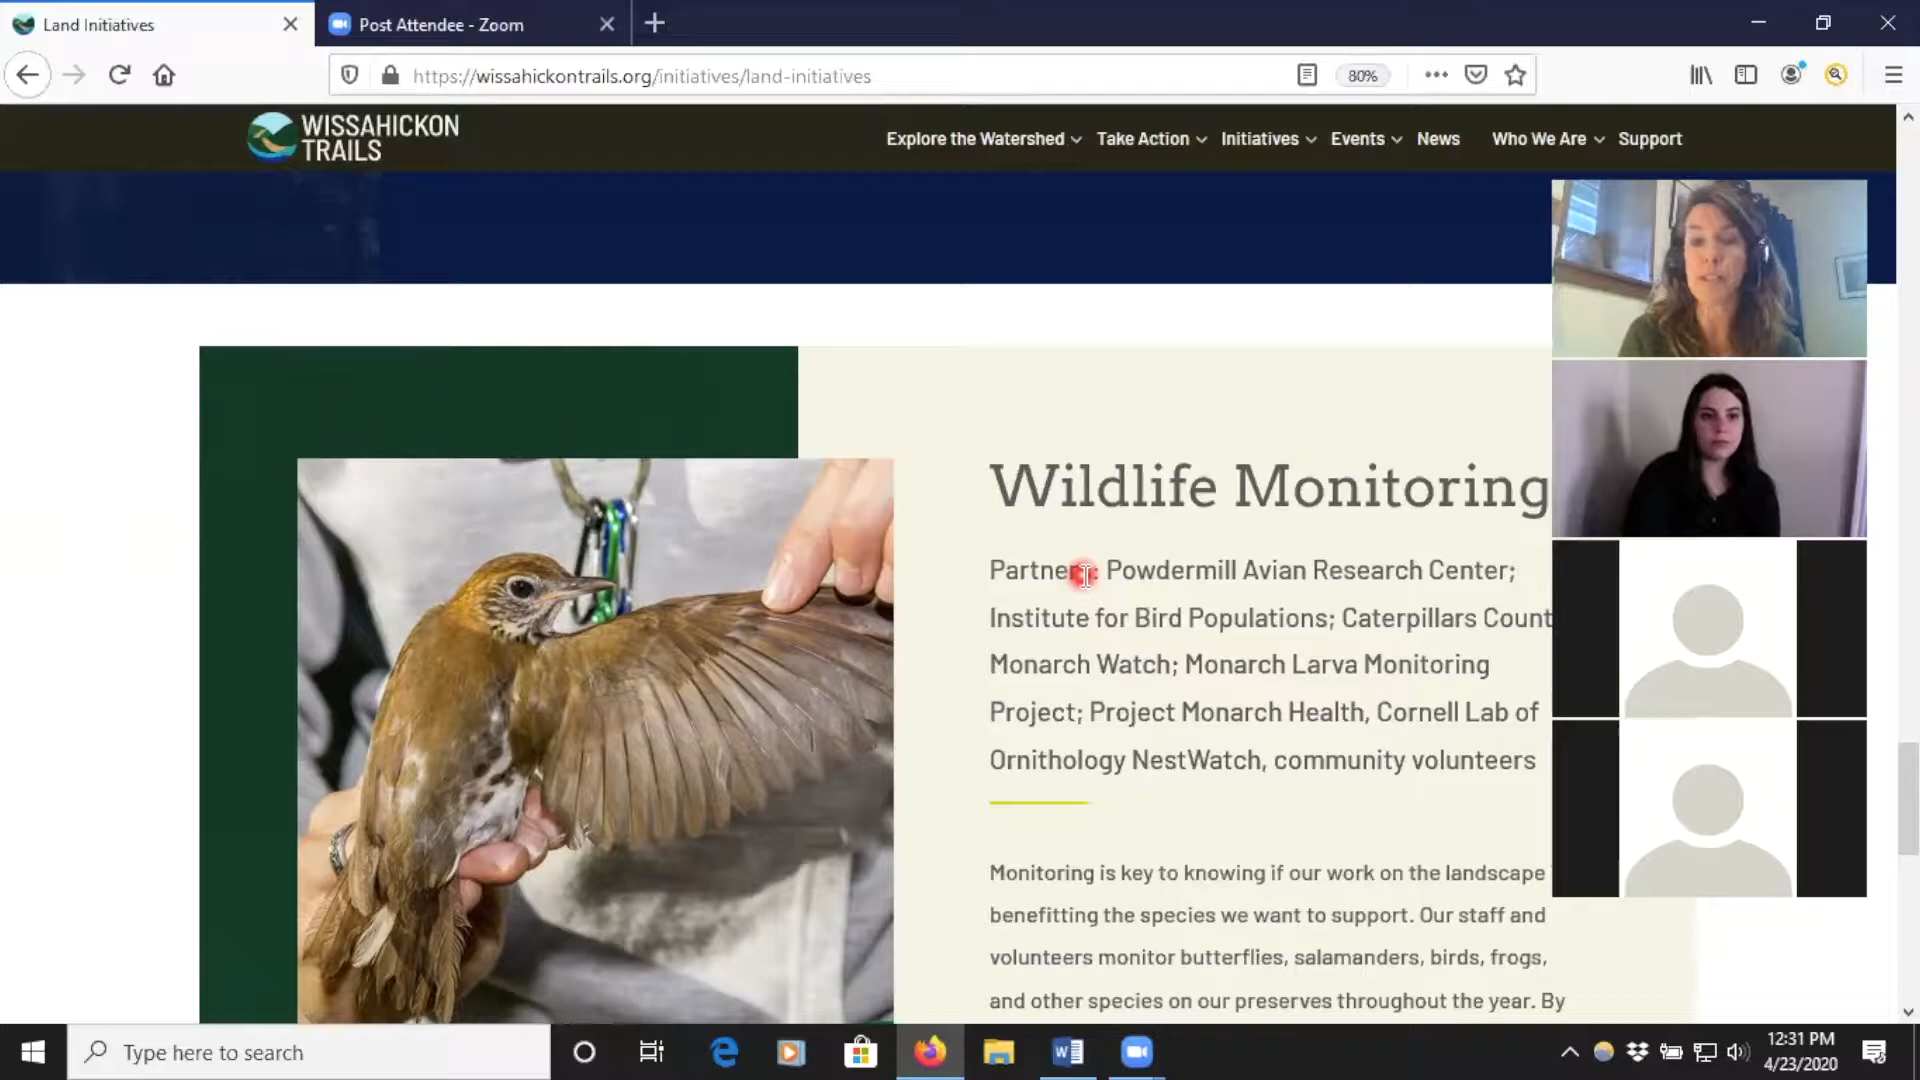 Land Initiatives
Post Attendee - Zoom
https://wissahickontrails.org/initiatives/land-initiatives
80%
WISSAHICKON
TRAILS
Explore the Watershed
Take Action
Initiatives
Events
News
Who We Are
Support
Wildlife Monitoring
Partners: Powdermill Avian Research Center;
Institute for Bird Populations; Caterpillars Count
Monarch Watch; Monarch Larva Monitoring
Project; Project Monarch Health, Cornell Lab of
Ornithology NestWatch, community volunteers
Monitoring is key to knowing if our work on the landscape
benefitting the species we want to support. Our staff and
volunteers monitor butterflies, salamanders, birds, frogs,
and other species on our preserves throughout the year. By
Type here to search
12:31 PM
4/23/2020